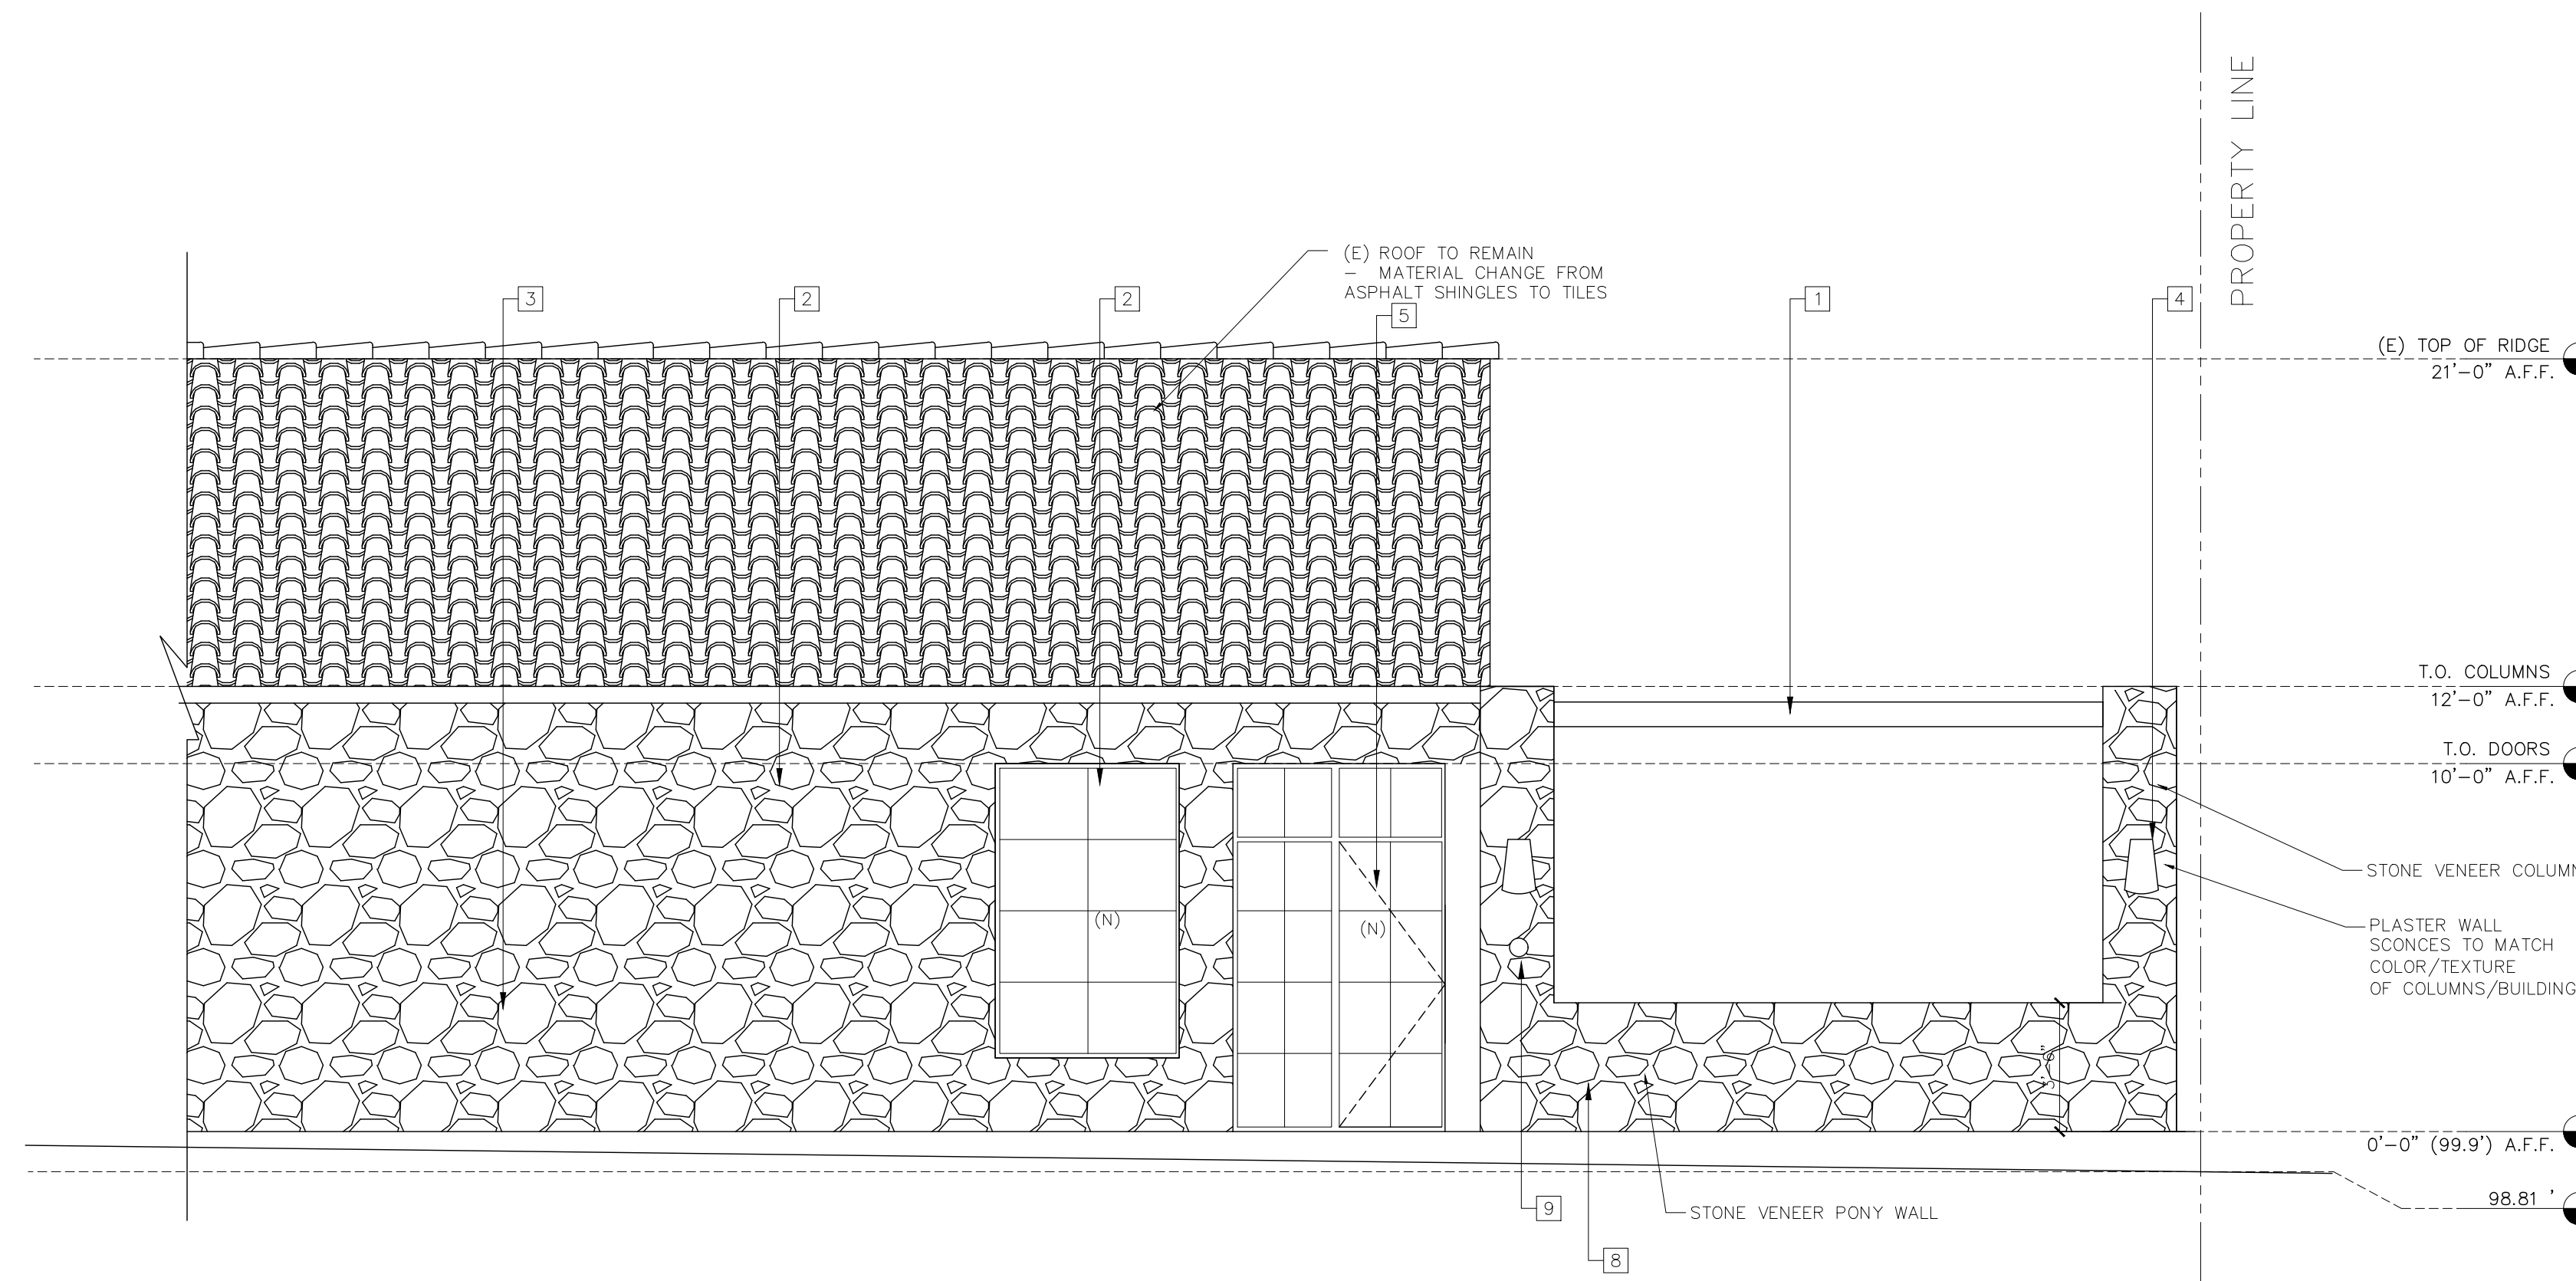 PROPERTY LINE
(E) ROOF TO REMAIN
– MATERIAL CHANGE FROM
ASPHALT SHINGLES TO TILES
3
2
2
5
1
4
(E) TOP OF RIDGE
21'–0" A.F.F.
T.O. COLUMNS
12'–0" A.F.F.
T.O. DOORS
10'–0" A.F.F.
STONE VENEER COLUMN
(N)
(N)
PLASTER WALL
SCONCES TO MATCH
COLOR/TEXTURE
OF COLUMNS/BUILDING
3'–6"
0'–0" (99.9') A.F.F.
98.81 '
9
STONE VENEER PONY WALL
8